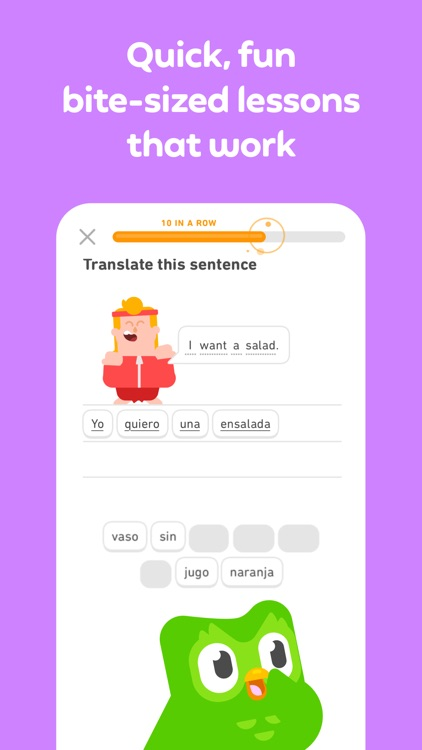 Quick, fun
bite-sized lessons
that work
10 IN A ROW
Translate this sentence
I want a salad.
Yo quiero una ensalada
vaso sin
jugo naranja